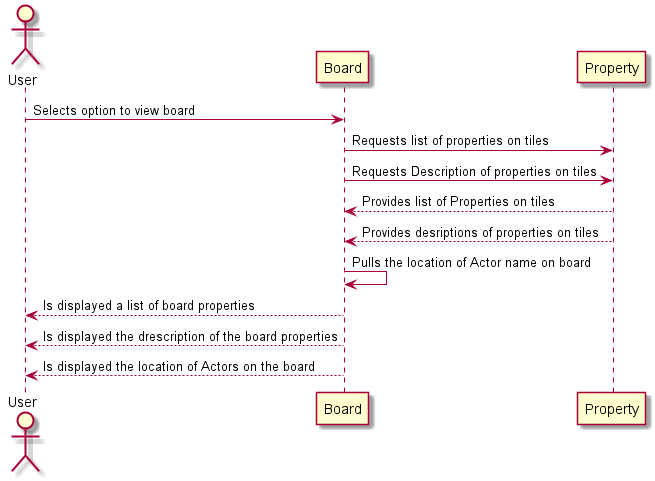 User
Board
Property
Selects option to view board
Requests list of properties on tiles
Requests Description of properties on tiles
Provides list of Properties on tiles
Provides desriptions of properties on tiles
Pulls the location of Actor name on board
Is displayed a list of board properties
Is displayed the drescription of the board properties
Is displayed the location of Actors on the board
User
Board
Property